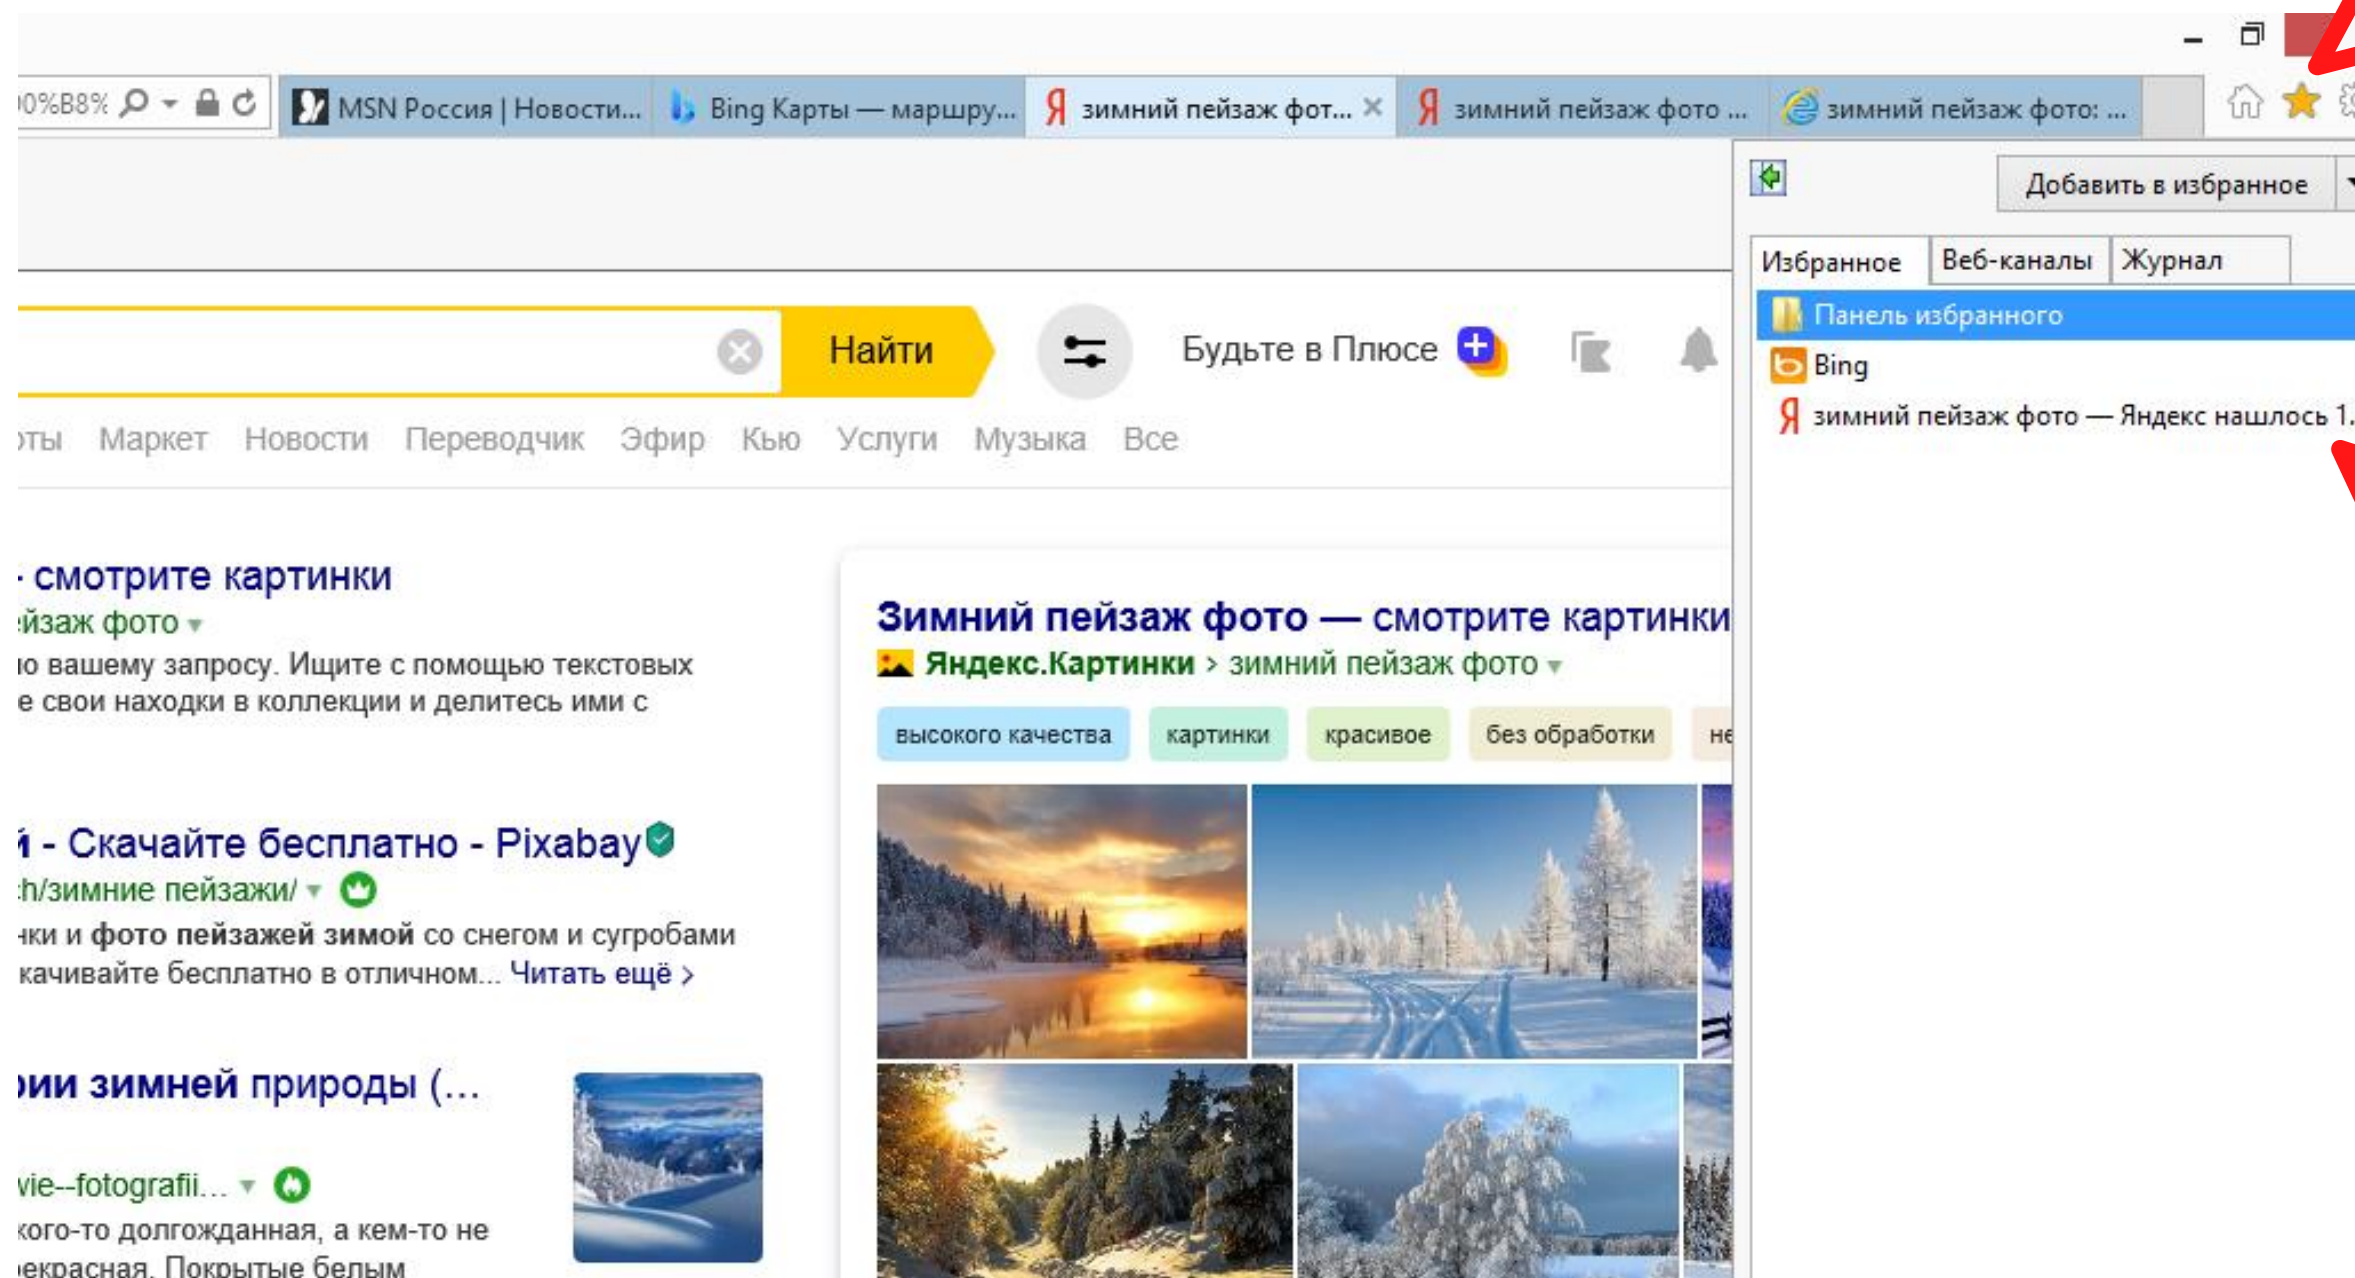 0%B8%
MSN Россия | Новости...
Bing Карты — маршру...
Я зимний пейзаж фот...
Я зимний пейзаж фото ...
зимний пейзаж фото: ...
Добавить в избранное
Избранное
Веб-каналы
Журнал
Панель избранного
Bing
Я зимний пейзаж фото — Яндекс нашлось 1.
Найти
Будьте в Плюсе
Маркет Новости Переводчик Эфир Кью Услуги Музыка Все
смотрите картинки
йзаж фото
ю вашему запросу. Ищите с помощью текстовых
е свои находки в коллекции и делитесь ими с
й - Скачайте бесплатно - Pixabay
ch/зимние пейзажи/
нки и фото пейзажей зимой со снегом и сугробами
качивайте бесплатно в отличном... Читать ещё >
рии зимней природы (...
vie--fotografii...
кого-то долгожданная, а кем-то не
рекрасная. Покрытые белым
Зимний пейзаж фото — смотрите картинки
Яндекс.Картинки > зимний пейзаж фото
высокого качества
картинки
красивое
без обработки
не